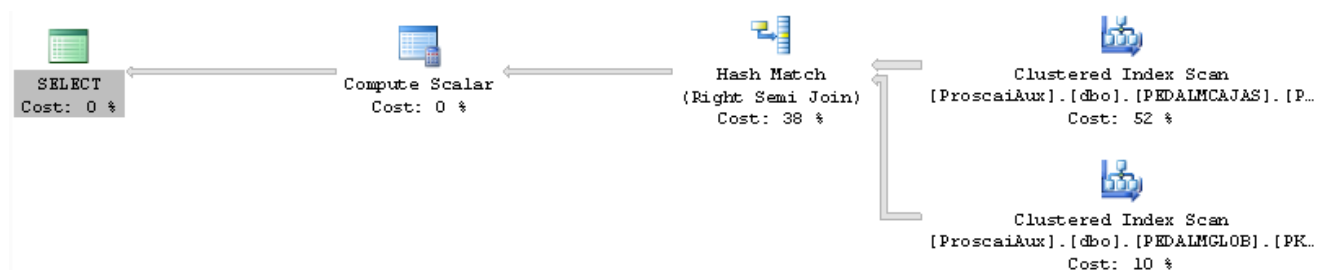 SELECT
Cost: 0 %
Compute Scalar
Cost: 0 %
Hash Match
(Right Semi Join)
Cost: 38 %
Clustered Index Scan
[ProscaiAux].[dbo].[PEDALMCAJAS].[P…
Cost: 52 %
Clustered Index Scan
[ProscaiAux].[dbo].[PEDALMGLOB].[PK…
Cost: 10 %